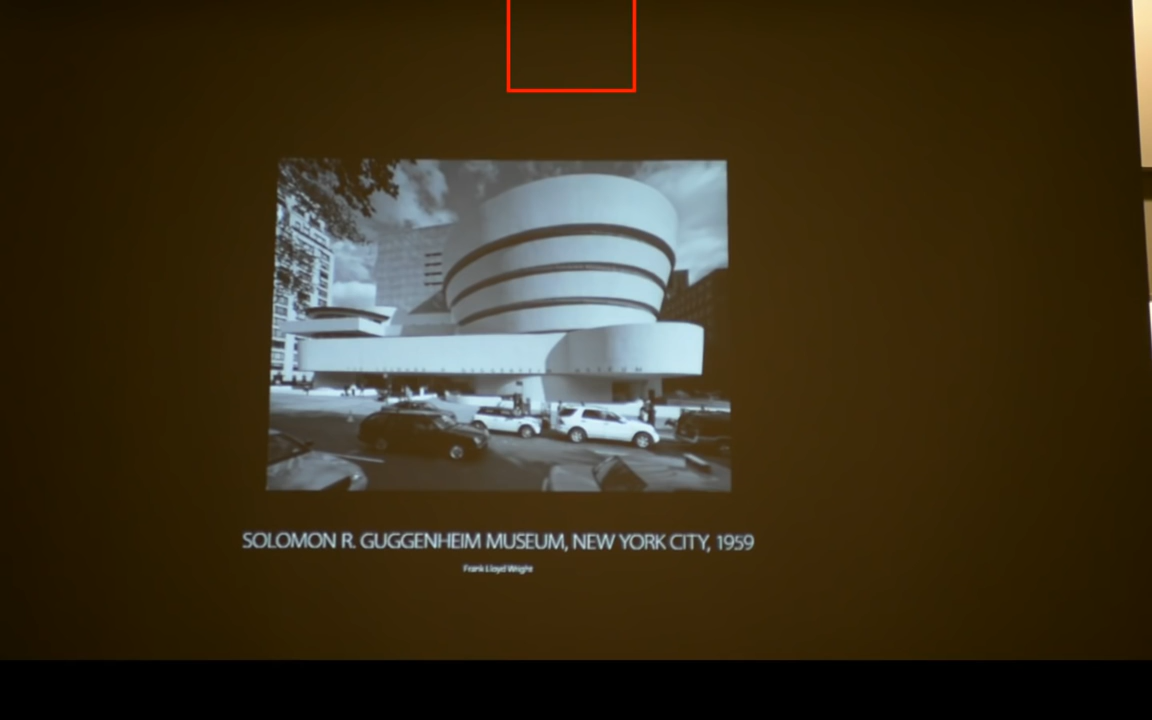 SOLOMON R. GUGGENHEIM MUSEUM, NEW YORK CITY, 1959
Frank Lloyd Wright